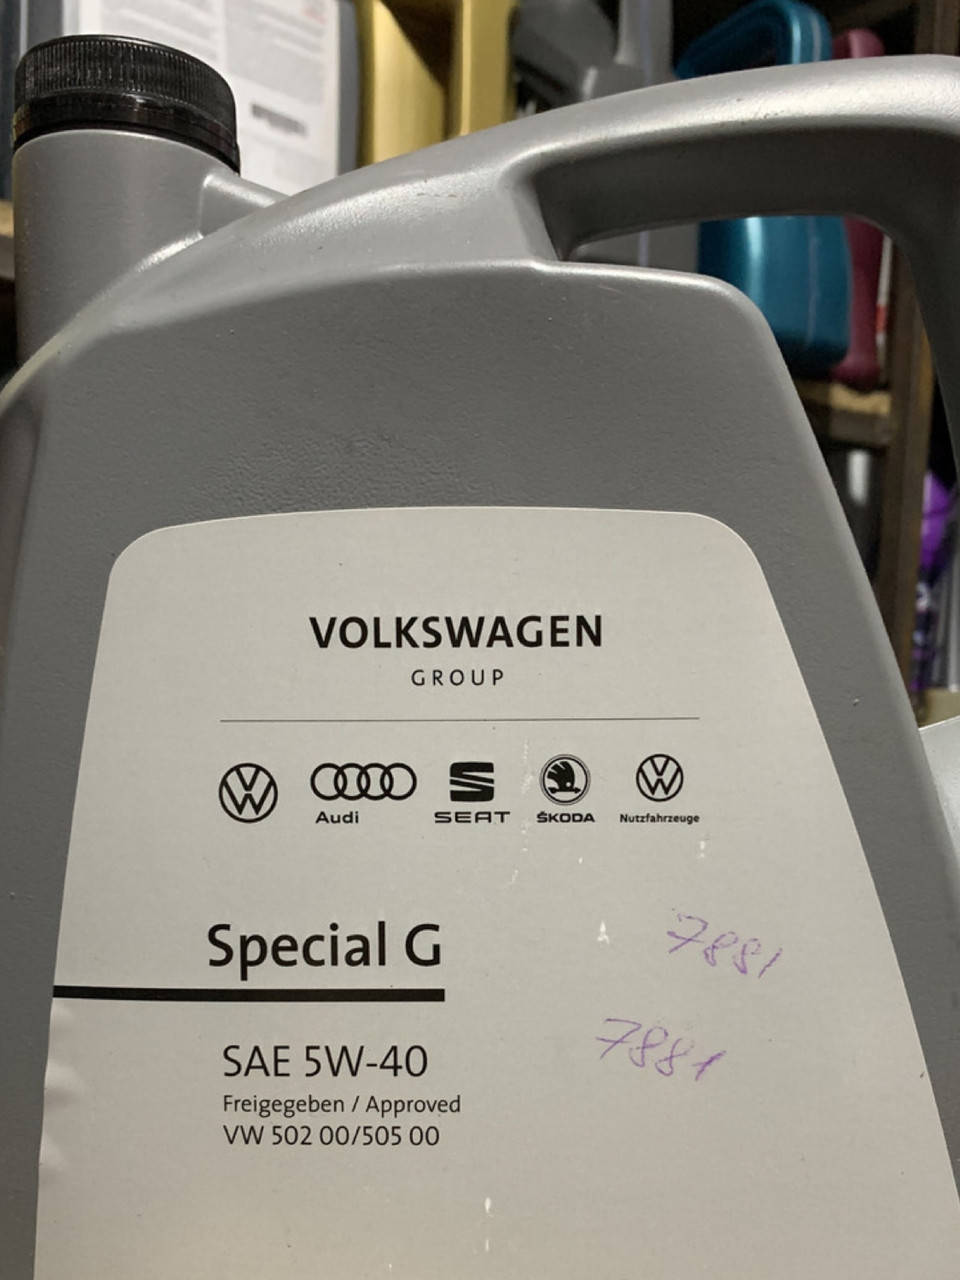 VOLKSWAGEN
GROUP
Audi SEAT ŠKODA Nutzfahrzeuge
Special G
7881
7881
SAE 5W-40
Freigegeben / Approved
VW 502 00/505 00